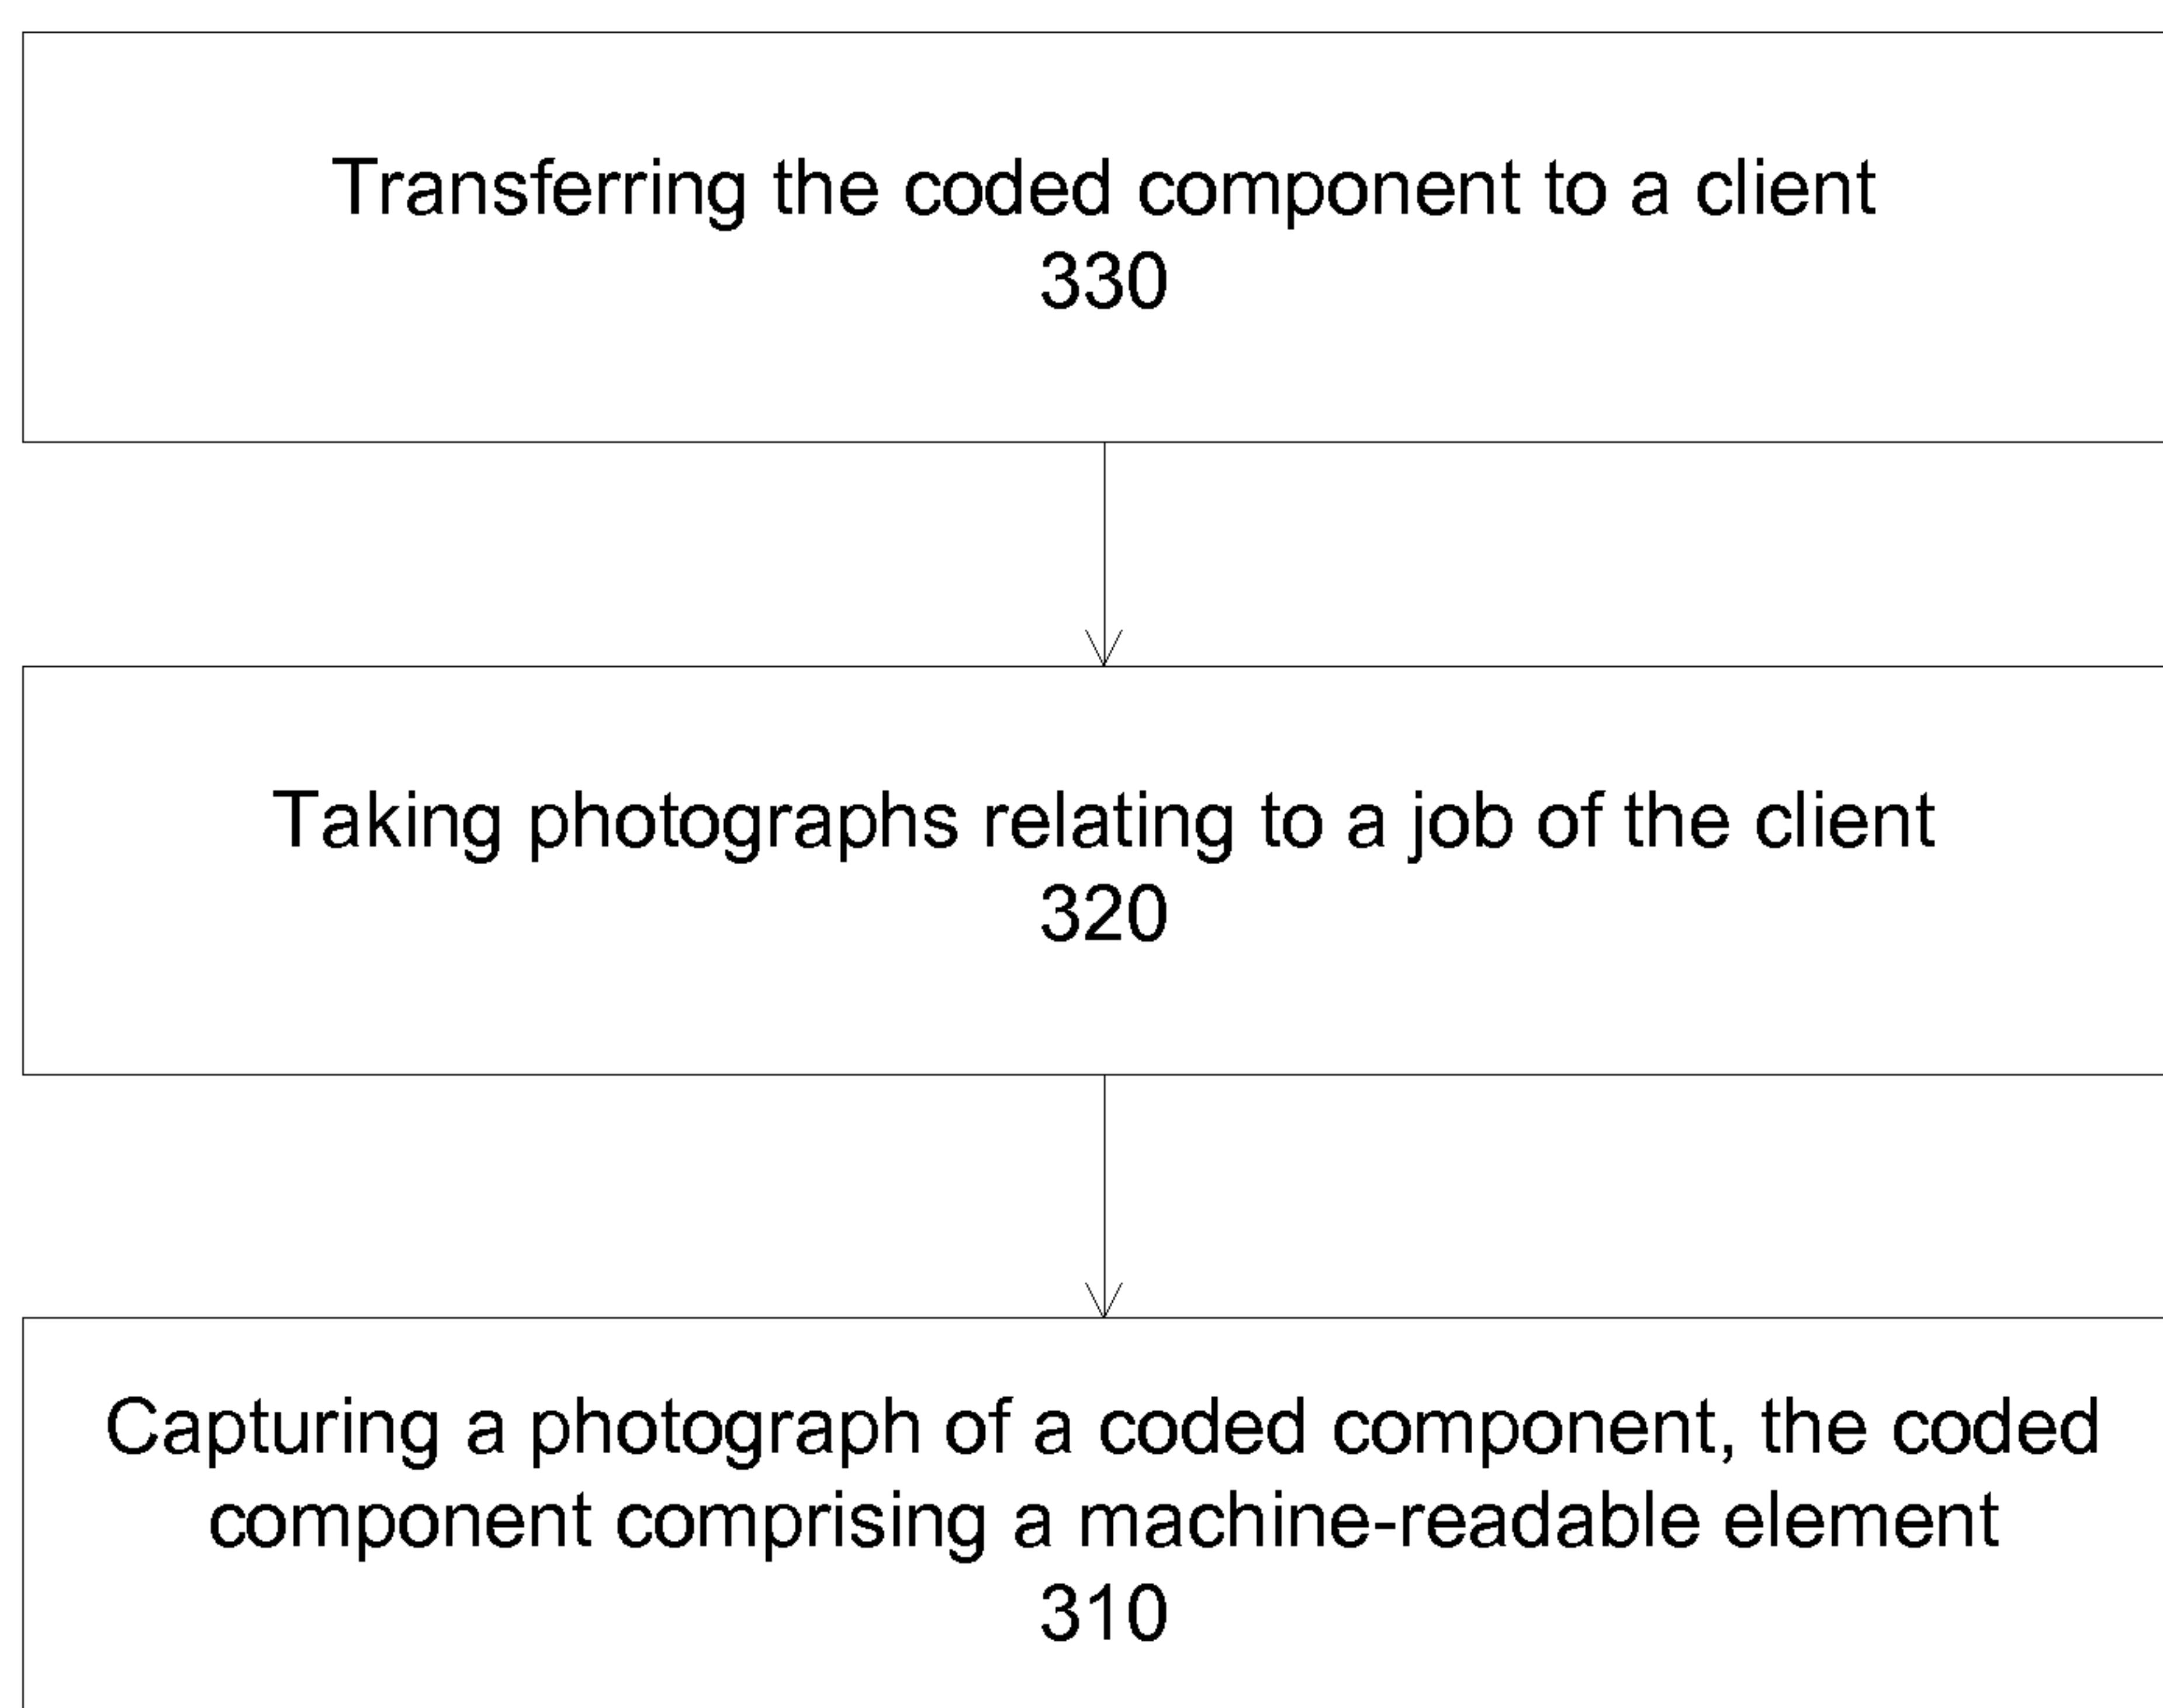 Transferring the coded component to a client
330
Taking photographs relating to a job of the client
320
Capturing a photograph of a coded component, the coded
component comprising a machine-readable element
310